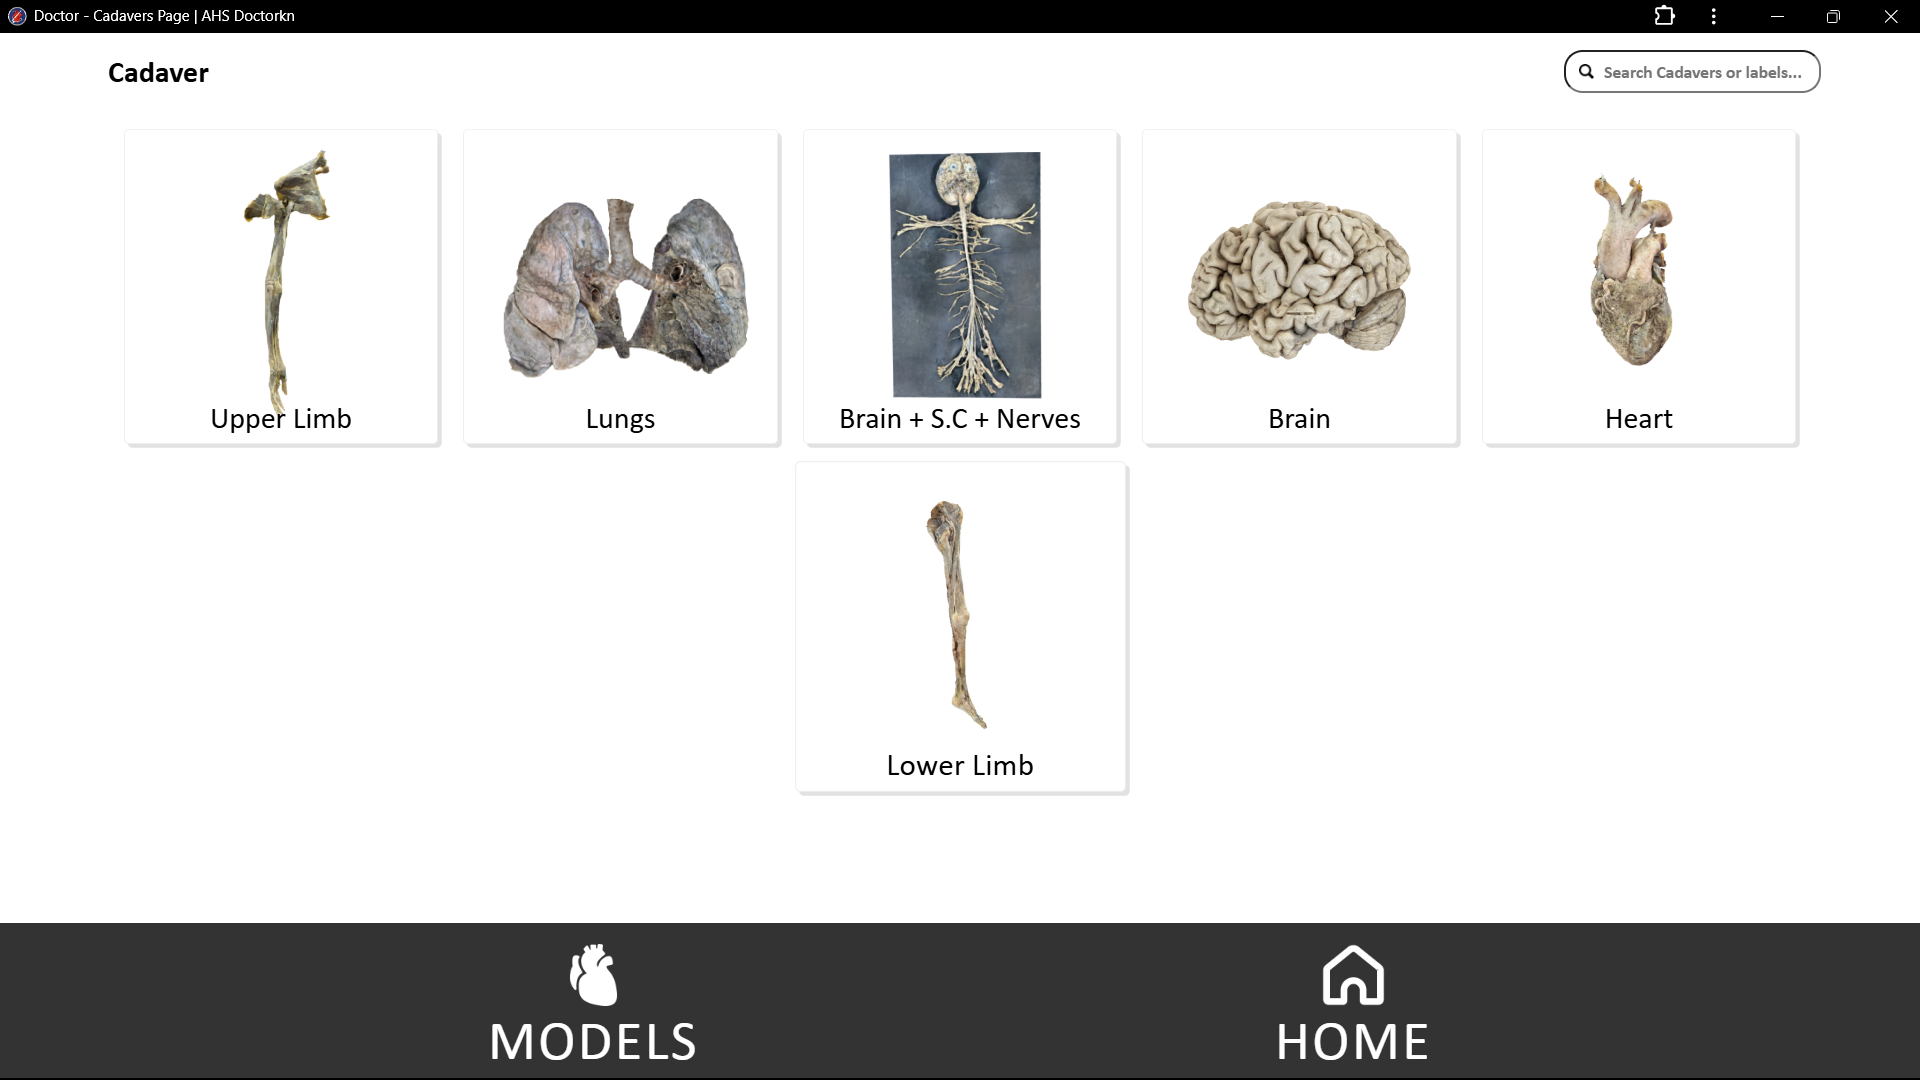 Doctor - Cadavers Page | AHS Doctorkn
Cadaver
Search Cadavers or labels...
Upper Limb
Lungs
Brain + S.C + Nerves
Brain
Heart
Lower Limb
MODELS
HOME